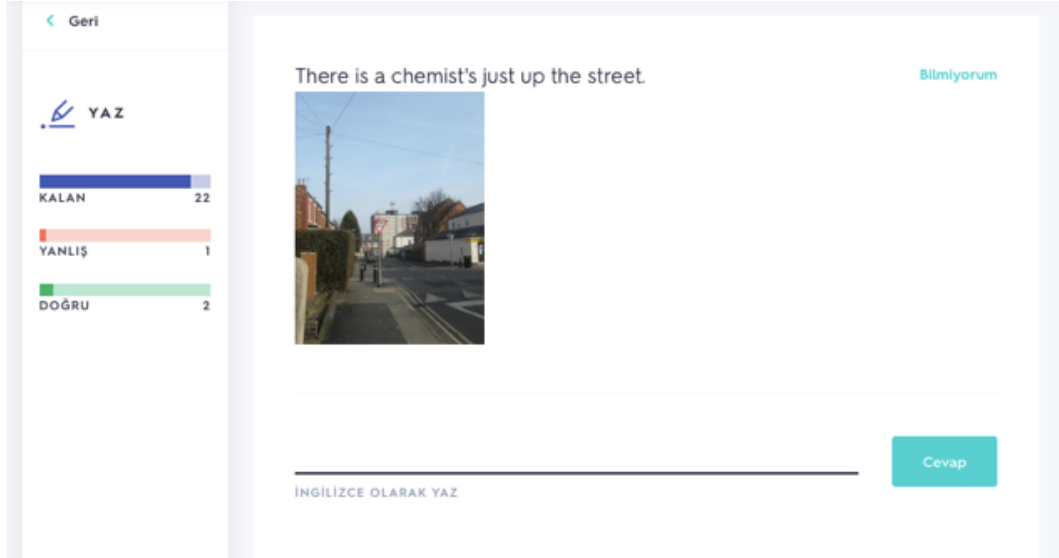 Geri
YAZ
KALAN 22
YANLIŞ 1
DOĞRU 2
There is a chemist's just up the street.
Bilmiyorum
Cevap
İNGİLİZCE OLARAK YAZ